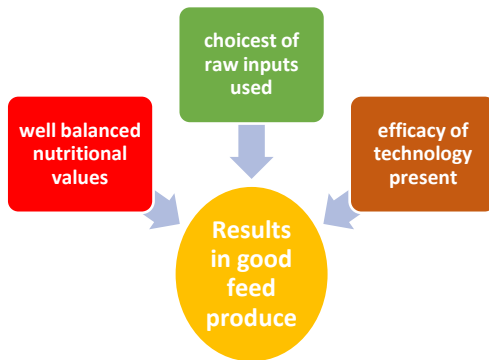 choicest of
raw inputs
used
well balanced
nutritional
values
efficacy of
technology
present
Results
in good
feed
produce